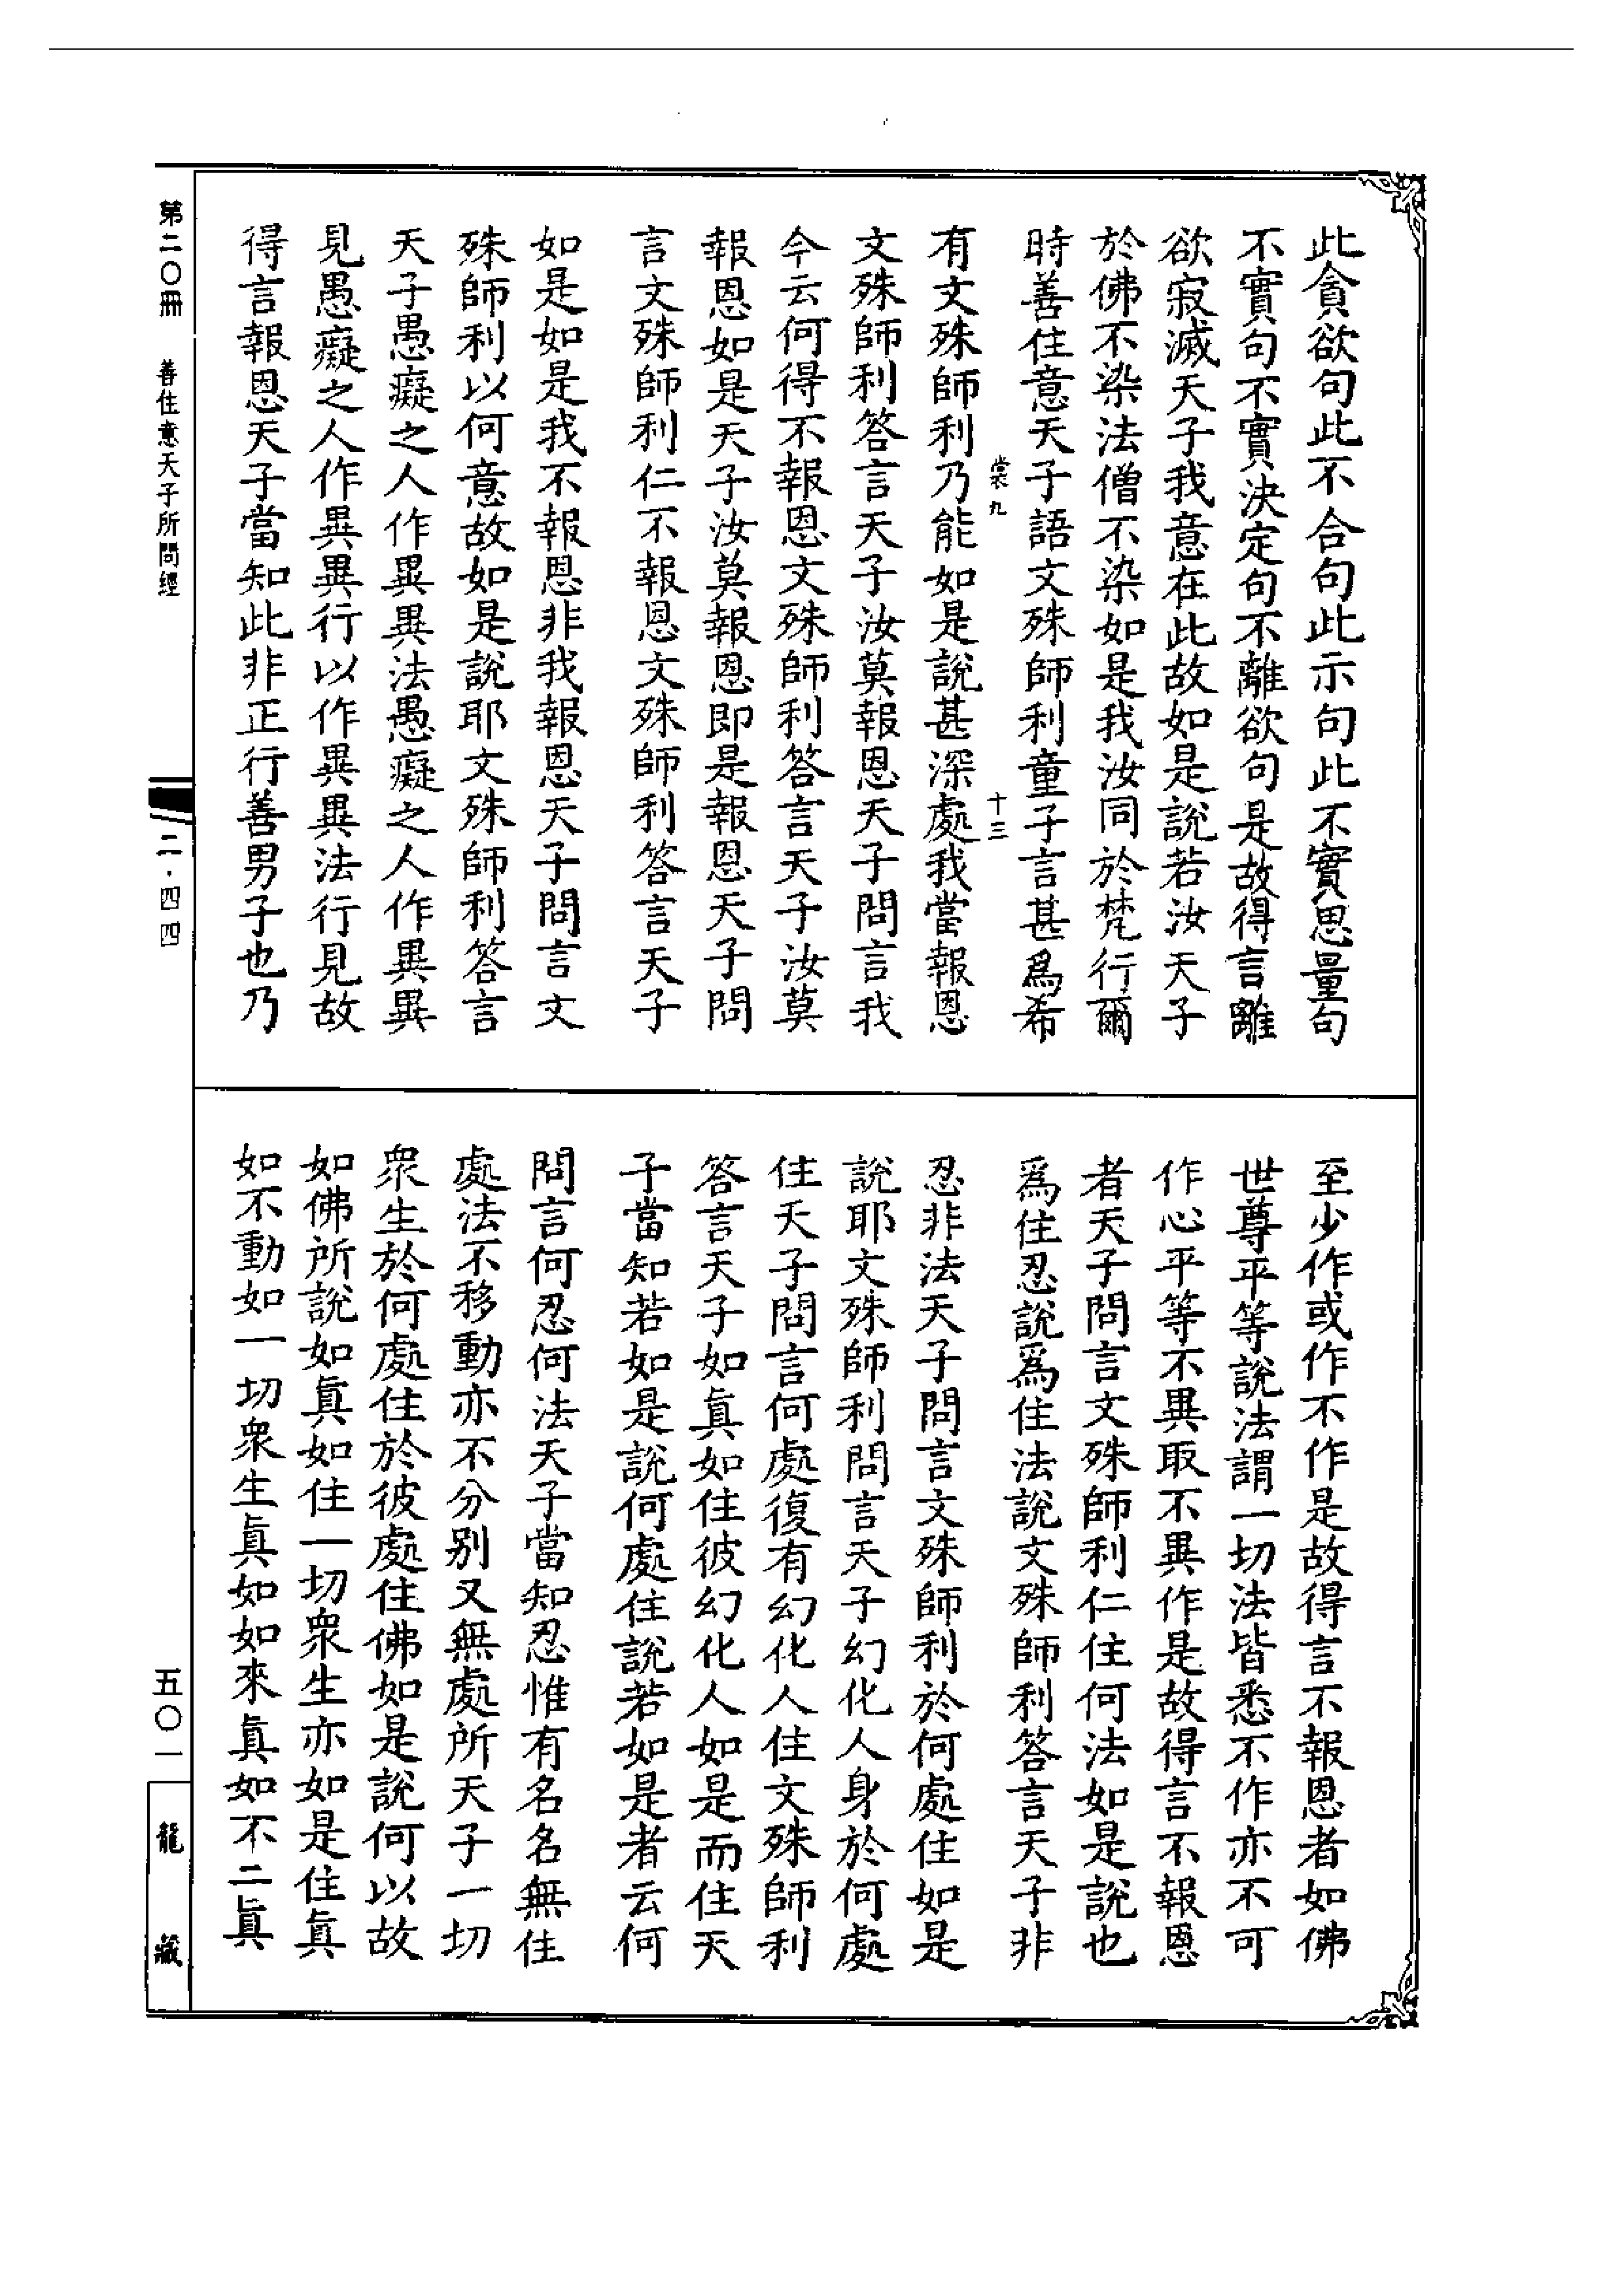 此貪欲句此不合句此示句此不實思量句
不實句不實決定句不離欲句是故得言離
欲寂滅天子我意在此故如是說若汝天子
於佛不染法僧不染如是我汝同於梵行爾
時善住意天子語文殊師利童子言甚爲希
裳九 十三
有文殊師利乃能如是說甚深處我當報恩
文殊師利答言天子汝莫報恩天子問言我
今云何得不報恩文殊師利答言天子汝莫
報恩如是天子汝莫報恩即是報恩天子問
言文殊師利仁不報恩文殊師利答言天子
如是如是我不報恩非我報恩天子問言文
殊師利以何意故如是說耶文殊師利答言
天子愚癡之人作異異法愚癡之人作異異
見愚癡之人作異異行以作異異法行見故
得言報恩天子當知此非正行善男子也乃
至少作或作不作是故得言不報恩者如佛
世尊平等說法謂一切法皆悉不作亦不可
作心平等不異取不異作是故得言不報恩
者天子問言文殊師利仁住何法如是說也
爲住忍說爲住法說文殊師利答言天子非
忍非法天子問言文殊師利於何處住如是
說耶文殊師利問言天子幻化人身於何處
住天子問言何處復有幻化人住文殊師利
答言天子如眞如住彼幻化人如是而住天
子當知若如是說何處住說若如是者云何
問言何忍何法天子當知忍惟有名名無住
處法不移動亦不分別又無處所天子一切
衆生於何處住於彼處住佛如是說何以故
如佛所說如眞如住一切衆生亦如是住眞
如不動如一切衆生眞如如來眞如不二眞
第二〇冊 善住意天子所問經
二·四四
五〇一
龍藏